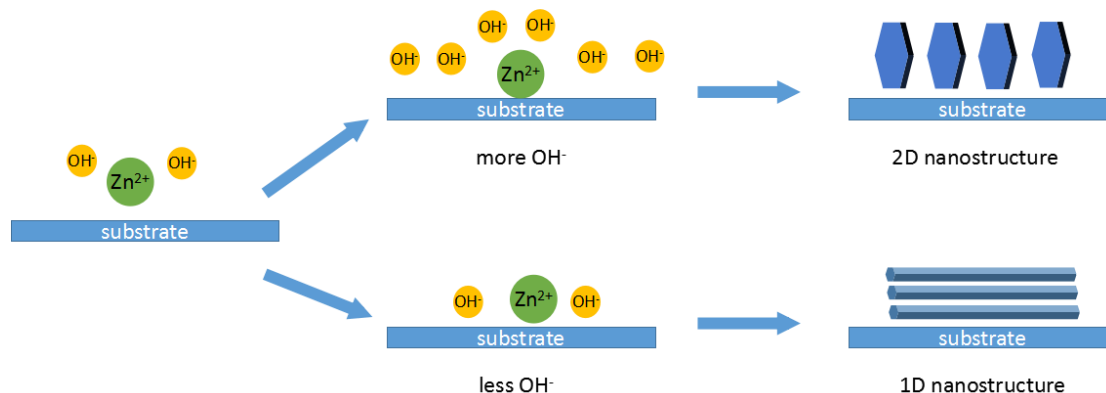 OH⁻ OH⁻
OH⁻ OH⁻ OH⁻ OH⁻
Zn²⁺
substrate substrate
more OH⁻ 2D nanostructure
OH⁻ OH⁻
Zn²⁺
substrate
OH⁻ Zn²⁺ OH⁻
substrate substrate
less OH⁻ 1D nanostructure